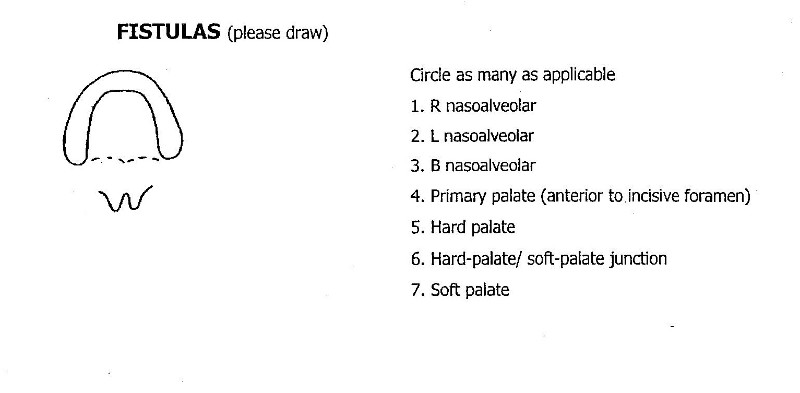 FISTULAS (please draw)
Circle as many as applicable
1. R nasoalveolar
2. L nasoalveolar
3. B nasoalveolar
4. Primary palate (anterior to incisive foramen)
5. Hard palate
6. Hard-palate/ soft-palate junction
7. Soft palate